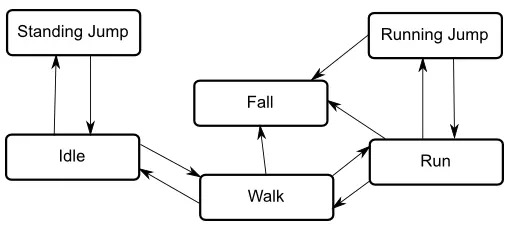 Standing Jump
Running Jump
Fall
Idle
Run
Walk